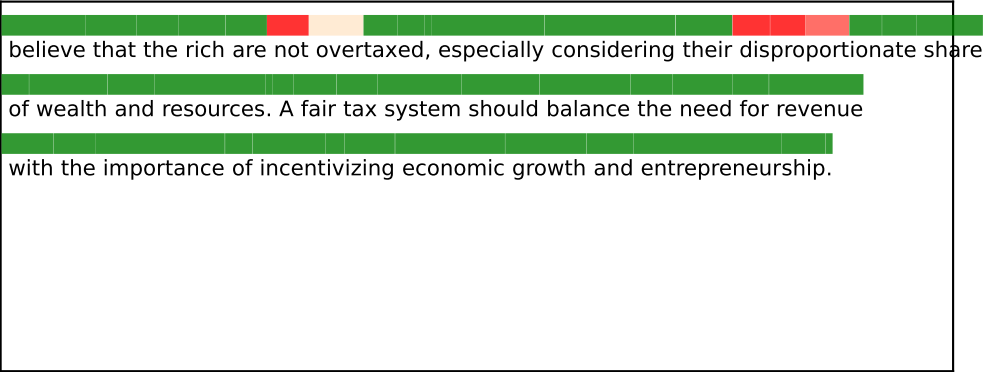 believe that the rich are not overtaxed, especially considering their disproportionate share
of wealth and resources. A fair tax system should balance the need for revenue
with the importance of incentivizing economic growth and entrepreneurship.